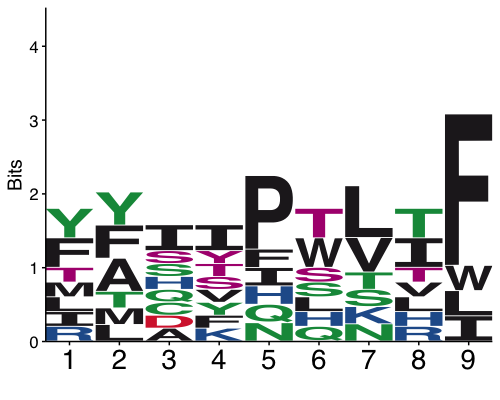 Bits
4
3
2
1
0
Y F T M L I R
Y F A T M L
I S S H Q C D A
I Y T S V Y F K
P F I H Q N
T W S S L H Q
L V T S K N
T I T V L H R
F W L I
1 2 3 4 5 6 7 8 9